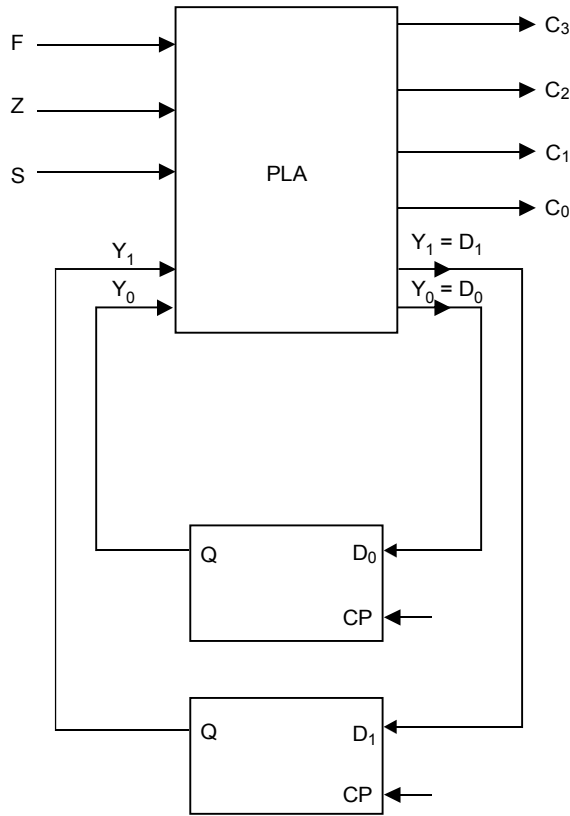 F
C₃
Z
C₂
S
PLA
C₁
C₀
Y₁
Y₁ = D₁
Y₀
Y₀ = D₀
Q
D₀
CP
Q
D₁
CP